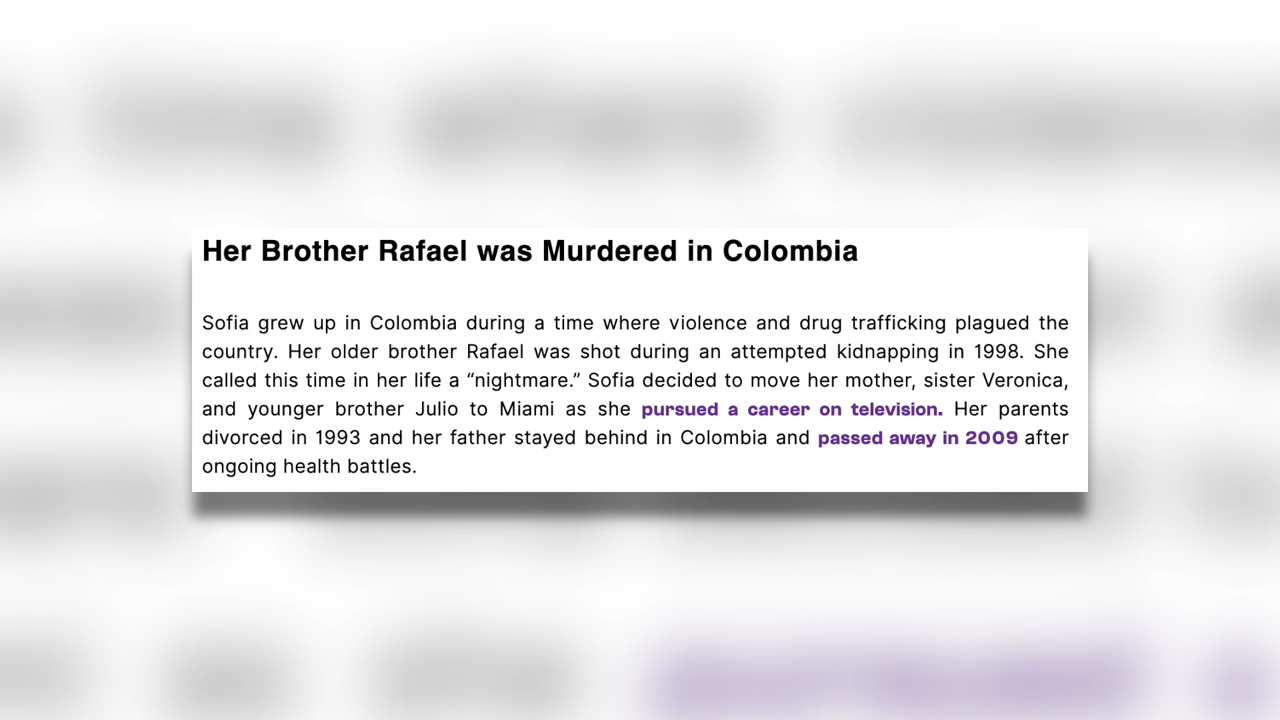 Her Brother Rafael was Murdered in Colombia
Sofia grew up in Colombia during a time where violence and drug trafficking plagued the
country. Her older brother Rafael was shot during an attempted kidnapping in 1998. She
called this time in her life a “nightmare.” Sofia decided to move her mother, sister Veronica,
and younger brother Julio to Miami as she pursued a career on television. Her parents
divorced in 1993 and her father stayed behind in Colombia and passed away in 2009 after
ongoing health battles.